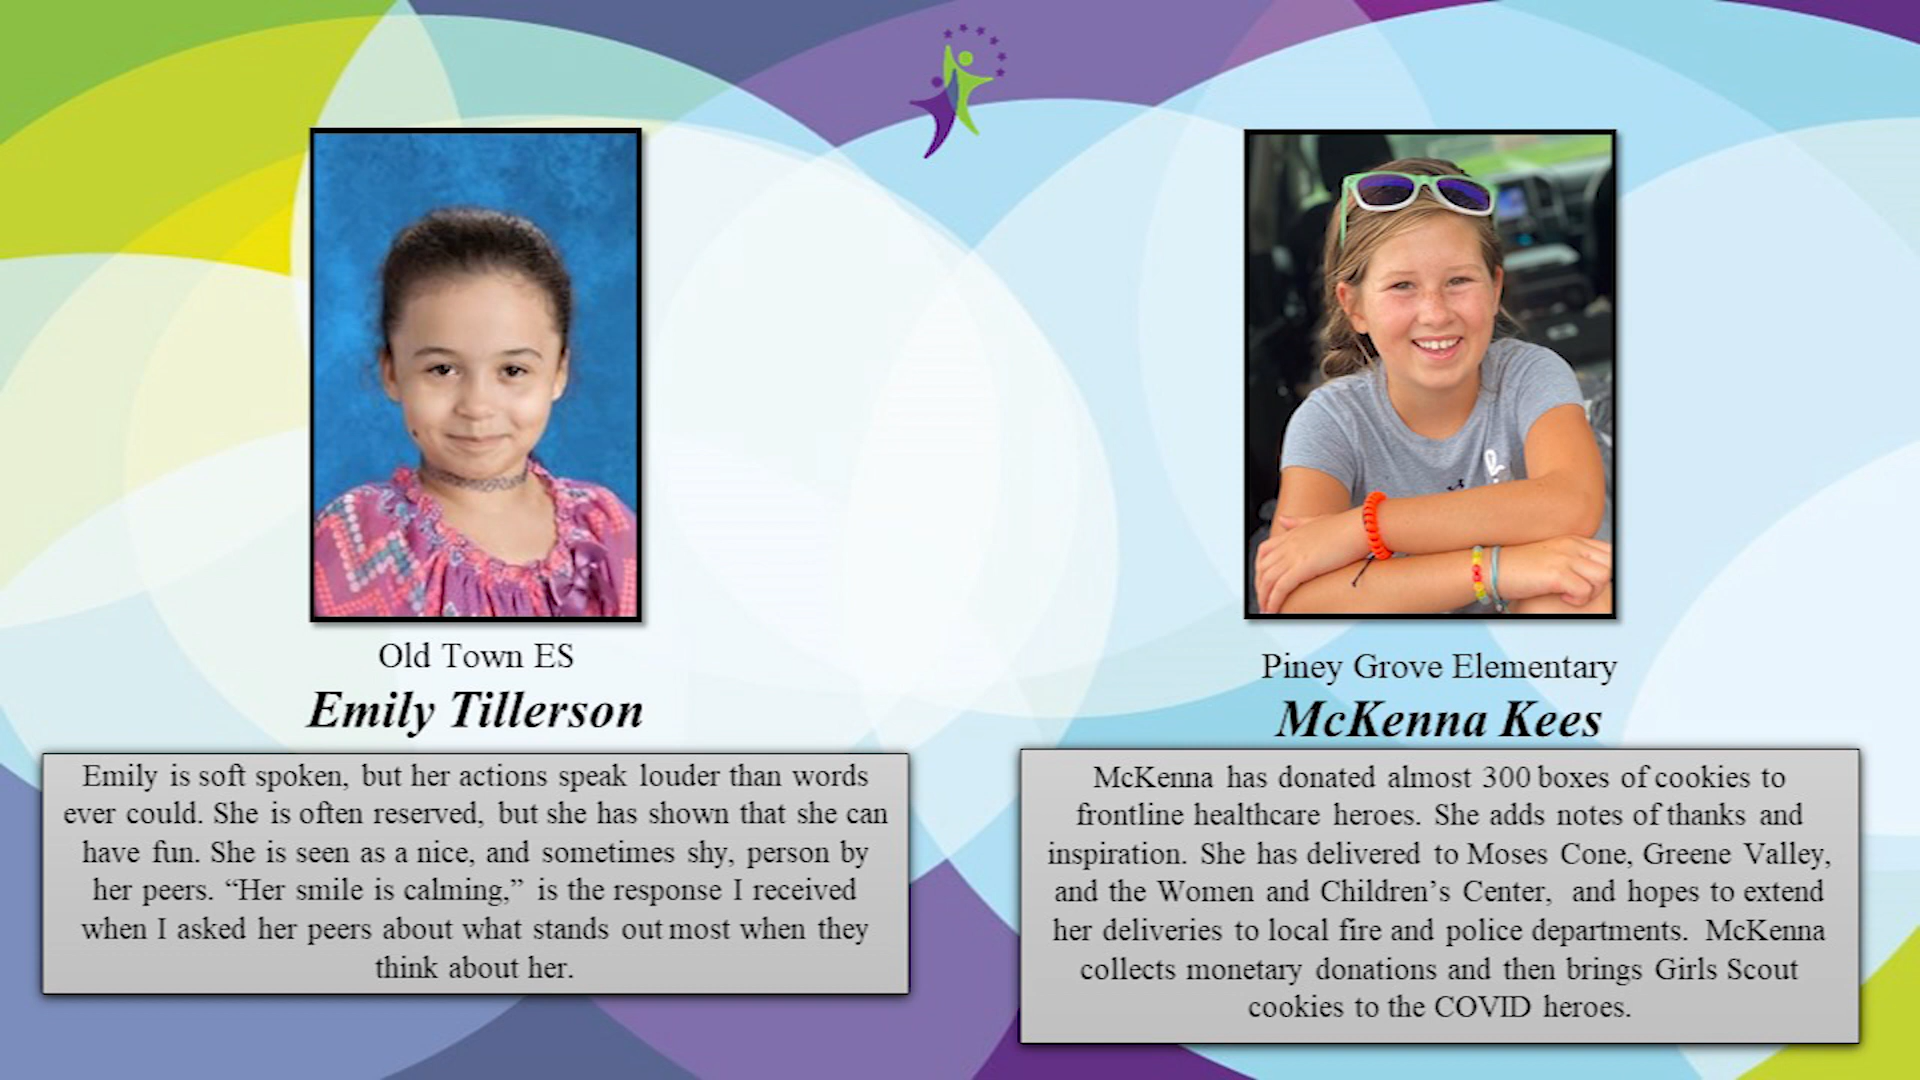 Old Town ES
Emily Tillerson
Emily is soft spoken, but her actions speak louder than words
ever could. She is often reserved, but she has shown that she can
have fun. She is seen as a nice, and sometimes shy, person by
her peers. “Her smile is calming,” is the response I received
when I asked her peers about what stands out most when they
think about her.
Piney Grove Elementary
McKenna Kees
McKenna has donated almost 300 boxes of cookies to
frontline healthcare heroes. She adds notes of thanks and
inspiration. She has delivered to Moses Cone, Greene Valley,
and the Women and Children’s Center, and hopes to extend
her deliveries to local fire and police departments. McKenna
collects monetary donations and then brings Girls Scout
cookies to the COVID heroes.